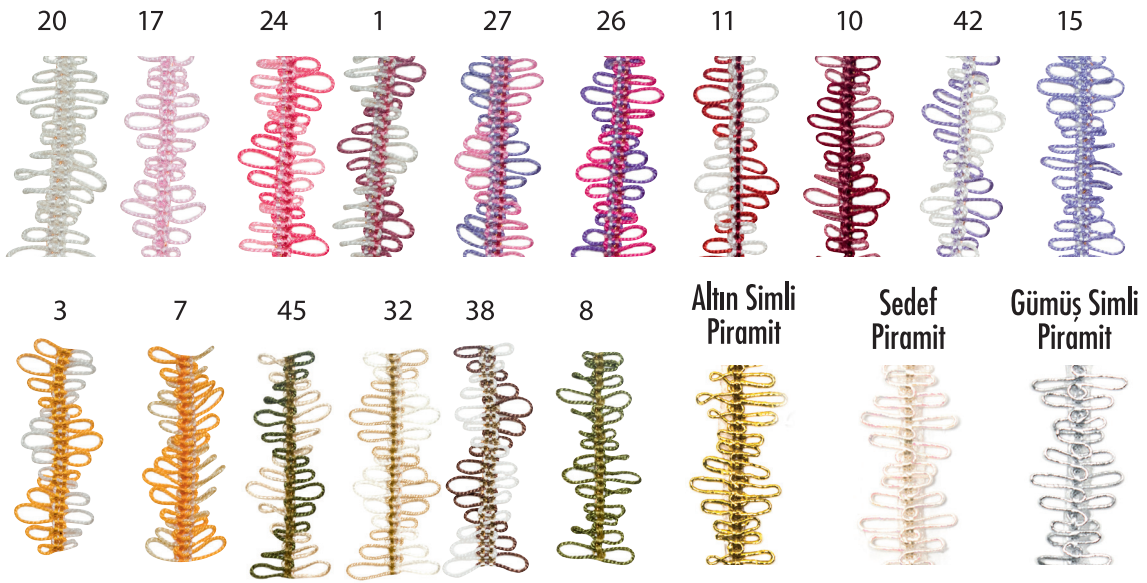 20 17 24 1 27 26 11 10 42 15
3 7 45 32 38 8
Altın Simli
Piramit
Sedef
Piramit
Gümüş Simli
Piramit